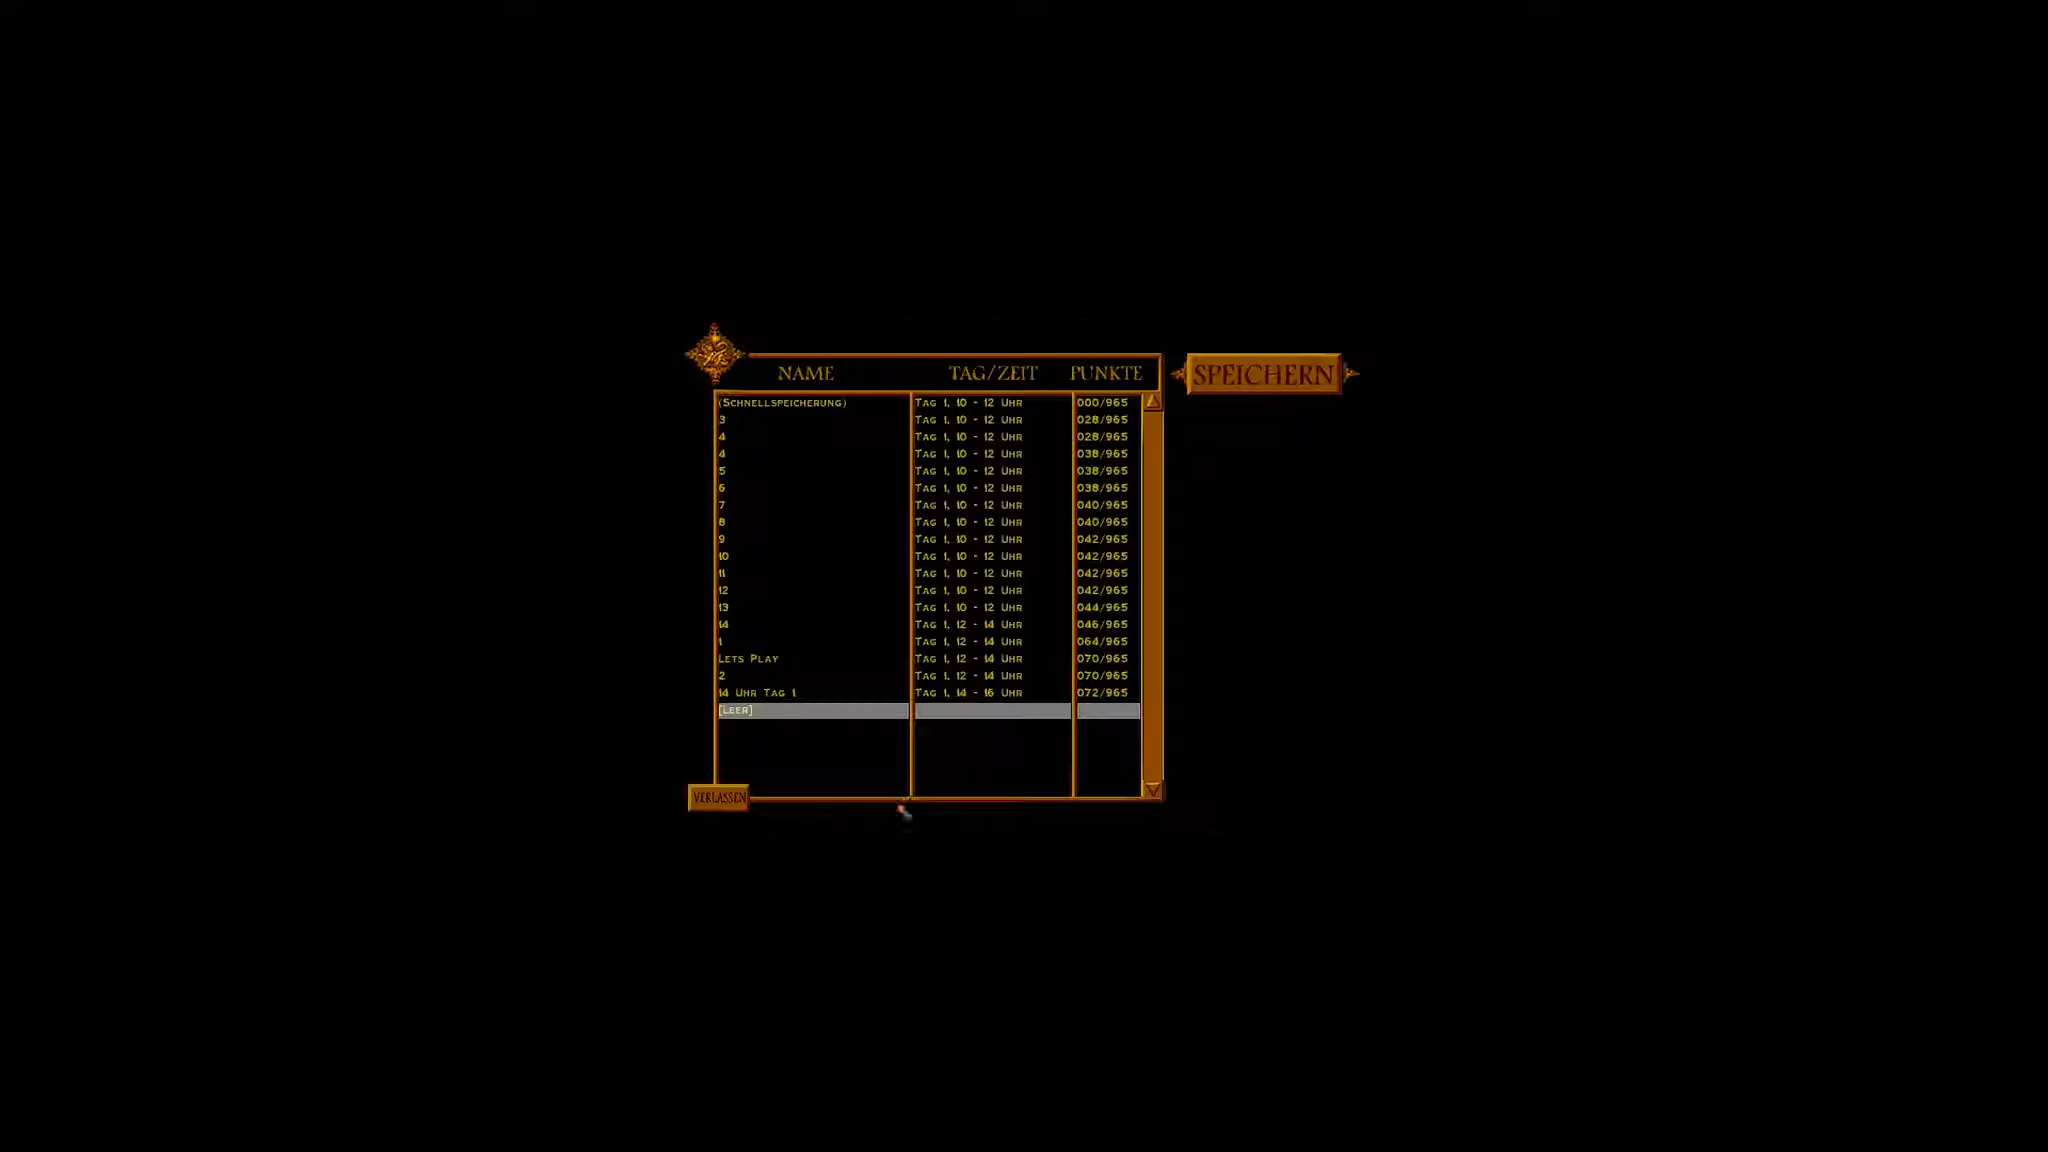 NAME TAG/ZEIT PUNKTE
SPEICHERN
(Schnellspeicherung) Tag 1, 10 - 12 Uhr 000/965
3 Tag 1, 10 - 12 Uhr 028/965
4 Tag 1, 10 - 12 Uhr 028/965
4 Tag 1, 10 - 12 Uhr 038/965
5 Tag 1, 10 - 12 Uhr 038/965
6 Tag 1, 10 - 12 Uhr 038/965
7 Tag 1, 10 - 12 Uhr 040/965
8 Tag 1, 10 - 12 Uhr 040/965
9 Tag 1, 10 - 12 Uhr 042/965
10 Tag 1, 10 - 12 Uhr 042/965
11 Tag 1, 10 - 12 Uhr 042/965
12 Tag 1, 10 - 12 Uhr 042/965
13 Tag 1, 10 - 12 Uhr 044/965
14 Tag 1, 12 - 14 Uhr 046/965
1 Tag 1, 12 - 14 Uhr 064/965
Lets Play Tag 1, 12 - 14 Uhr 070/965
2 Tag 1, 12 - 14 Uhr 070/965
14 Uhr Tag 1 Tag 1, 14 - 16 Uhr 072/965
[Leer]
VERLASSEN